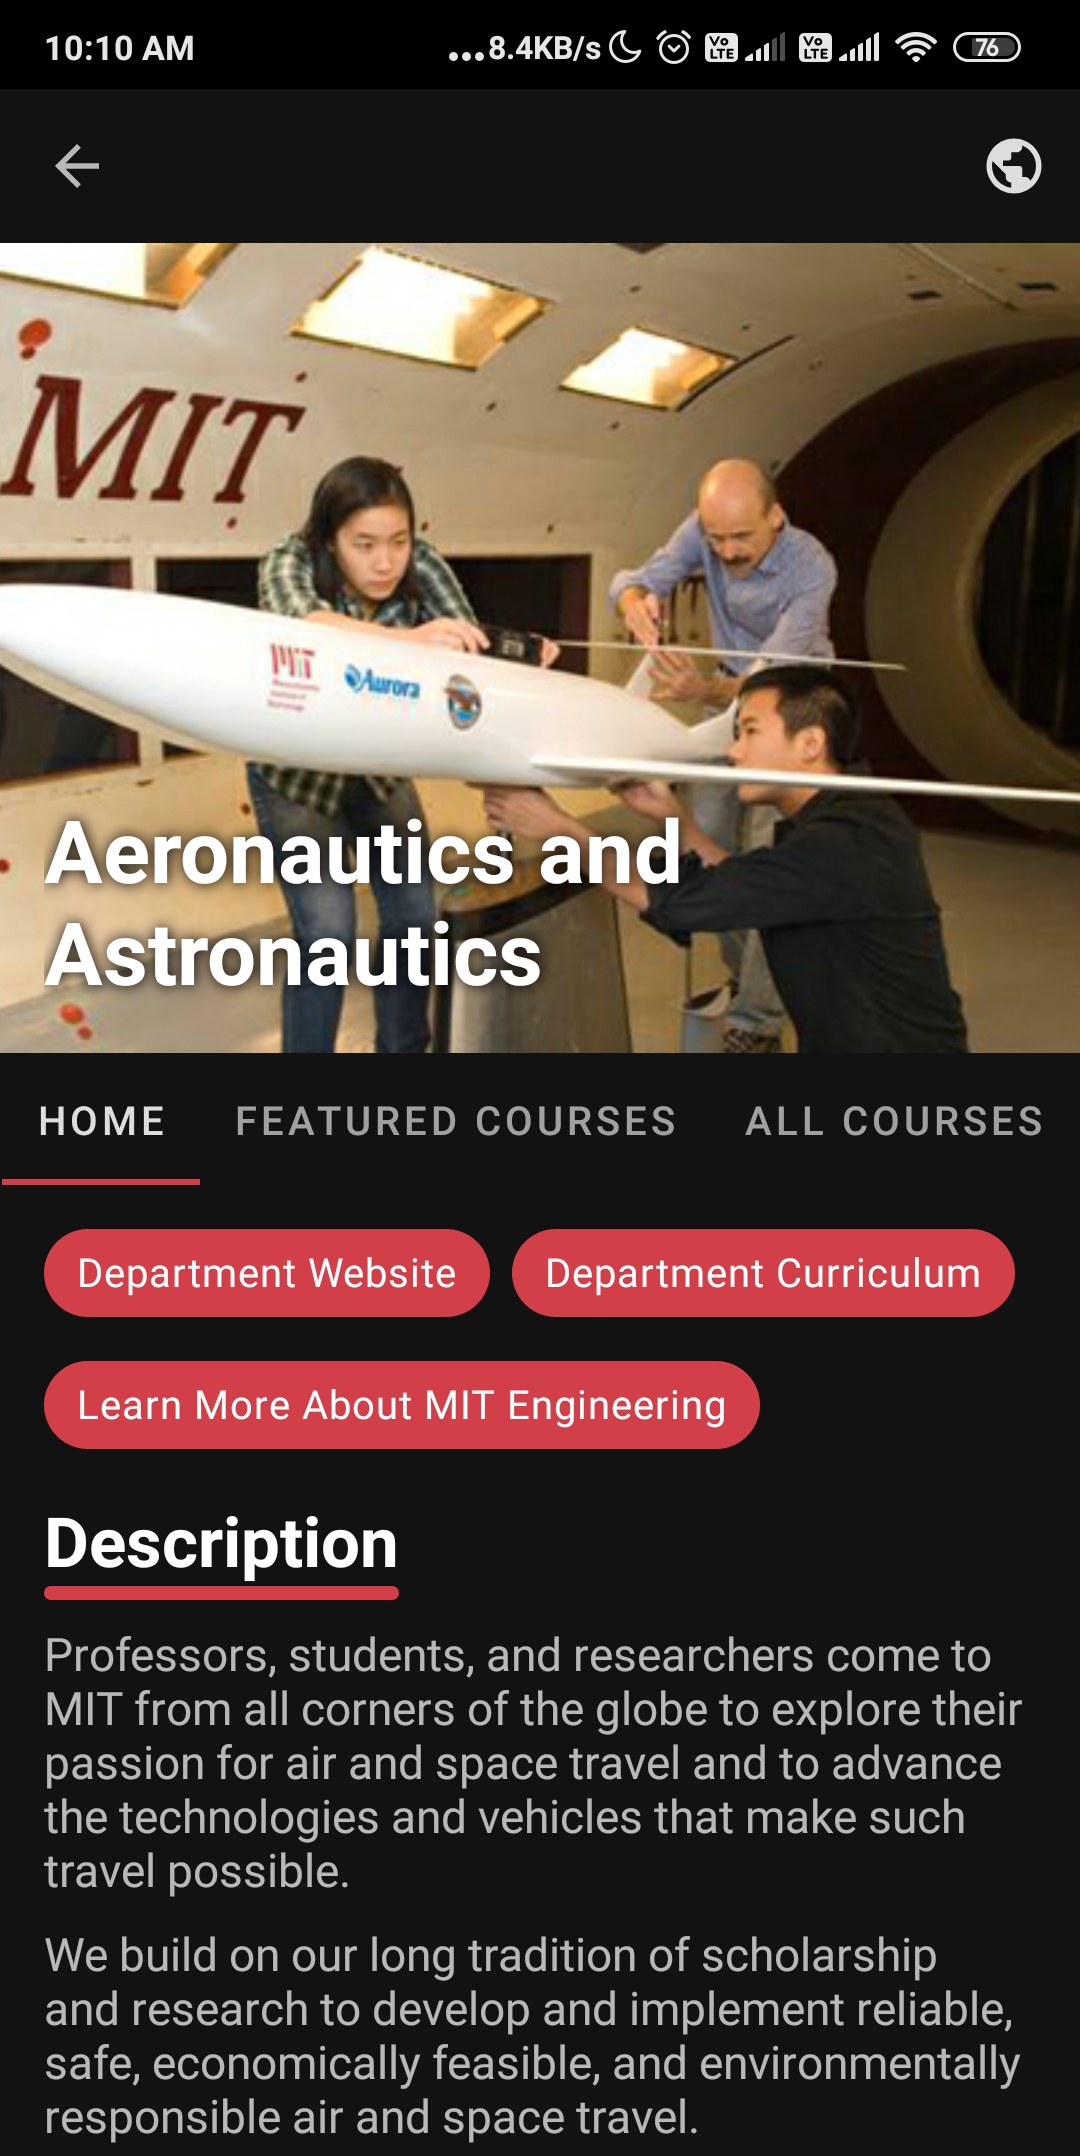 10:10 AM
...8.4KB/s
Vo
LTE
Vo
LTE
76
MIT
MIT
Massachusetts
Institute of
Technology
Aurora
Aeronautics and
Astronautics
HOME
FEATURED COURSES
ALL COURSES
Department Website
Department Curriculum
Learn More About MIT Engineering
Description
Professors, students, and researchers come to
MIT from all corners of the globe to explore their
passion for air and space travel and to advance
the technologies and vehicles that make such
travel possible.
We build on our long tradition of scholarship
and research to develop and implement reliable,
safe, economically feasible, and environmentally
responsible air and space travel.